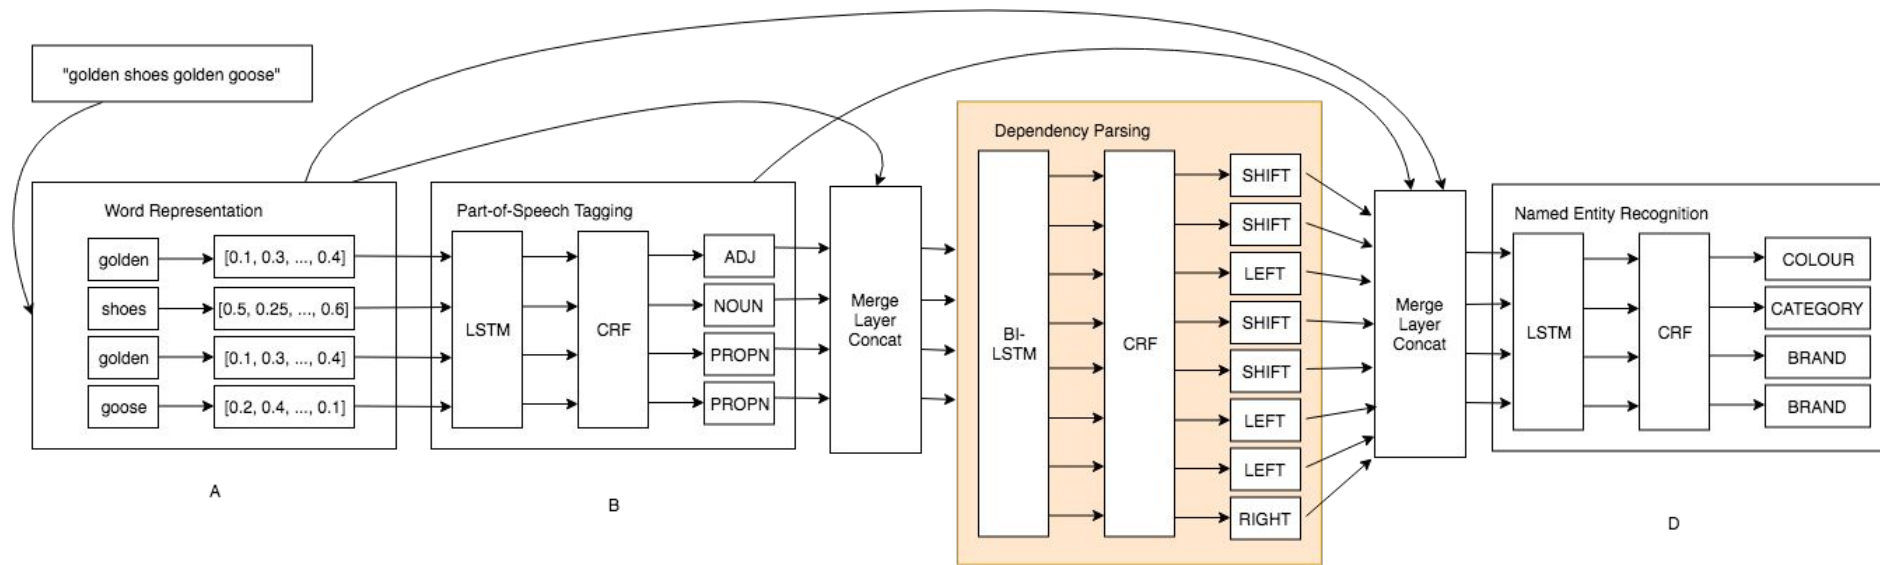 "golden shoes golden goose"
Word Representation
golden
[0.1, 0.3, ..., 0.4]
shoes
[0.5, 0.25, ..., 0.6]
golden
[0.1, 0.3, ..., 0.4]
goose
[0.2, 0.4, ..., 0.1]
A
Part-of-Speech Tagging
LSTM
CRF
ADJ
NOUN
PROPN
PROPN
B
Merge
Layer
Concat
Dependency Parsing
BI-
LSTM
CRF
SHIFT
SHIFT
LEFT
SHIFT
SHIFT
LEFT
LEFT
RIGHT
Merge
Layer
Concat
Named Entity Recognition
LSTM
CRF
COLOUR
CATEGORY
BRAND
BRAND
D